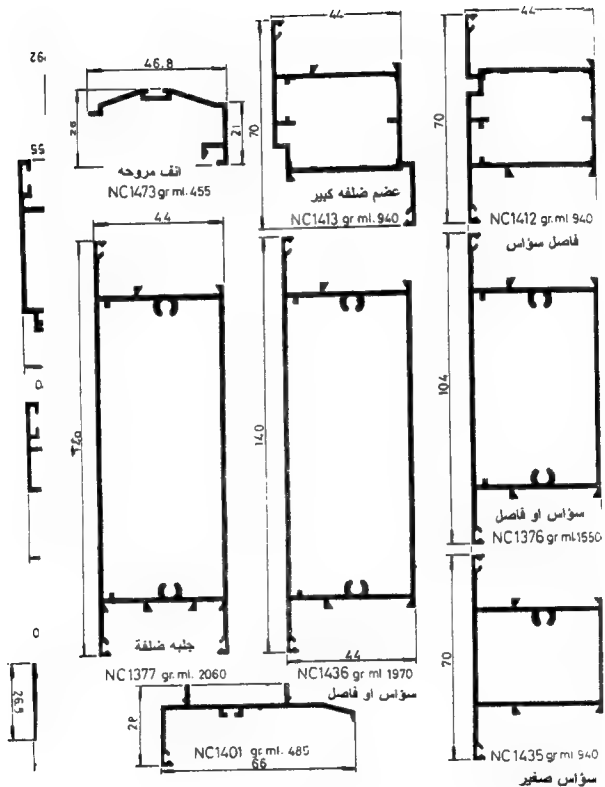 44
44
46.8
70
70
26
21
55
انف مروحه
NC1473 gr ml. 455
عضم ضلفه كبير
NC1413 gr ml. 940
NC1412 gr ml 940
فاصل سؤاس
44
140
104
سؤاس او فاصل
NC1376 gr ml 1550
جلبه ضلفة
NC1377 gr. ml. 2060
44
NC1436 gr ml 1970
سؤاس او فاصل
70
26.5
28
NC1401 gr ml. 485
66
NC1435 gr ml 940
سؤاس صغير